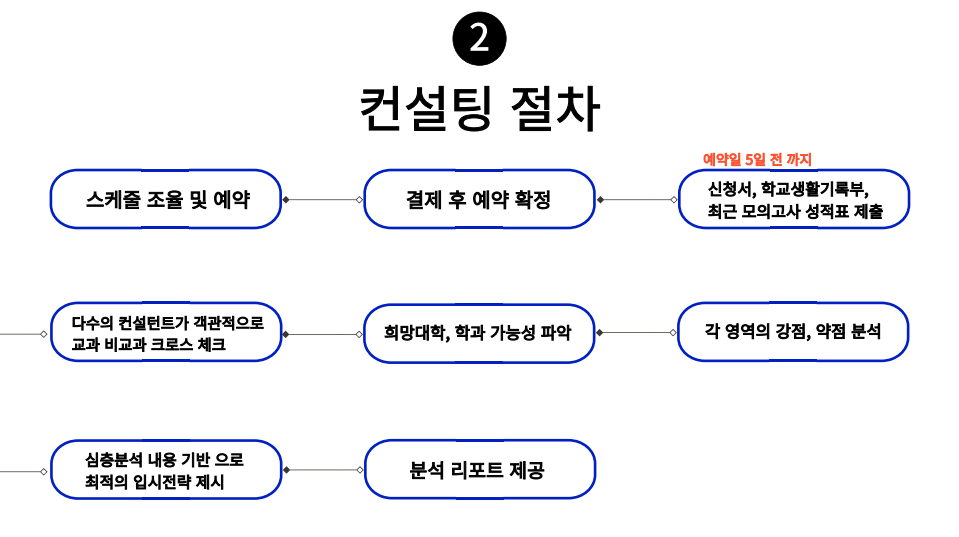 2
컨설팅 절차
스케줄 조율 및 예약
결제 후 예약 확정
예약일 5일 전 까지
신청서, 학교생활기록부,
최근 모의고사 성적표 제출
다수의 컨설턴트가 객관적으로
교과 비교과 크로스 체크
희망대학, 학과 가능성 파악
각 영역의 강점, 약점 분석
심층분석 내용 기반 으로
최적의 입시전략 제시
분석 리포트 제공